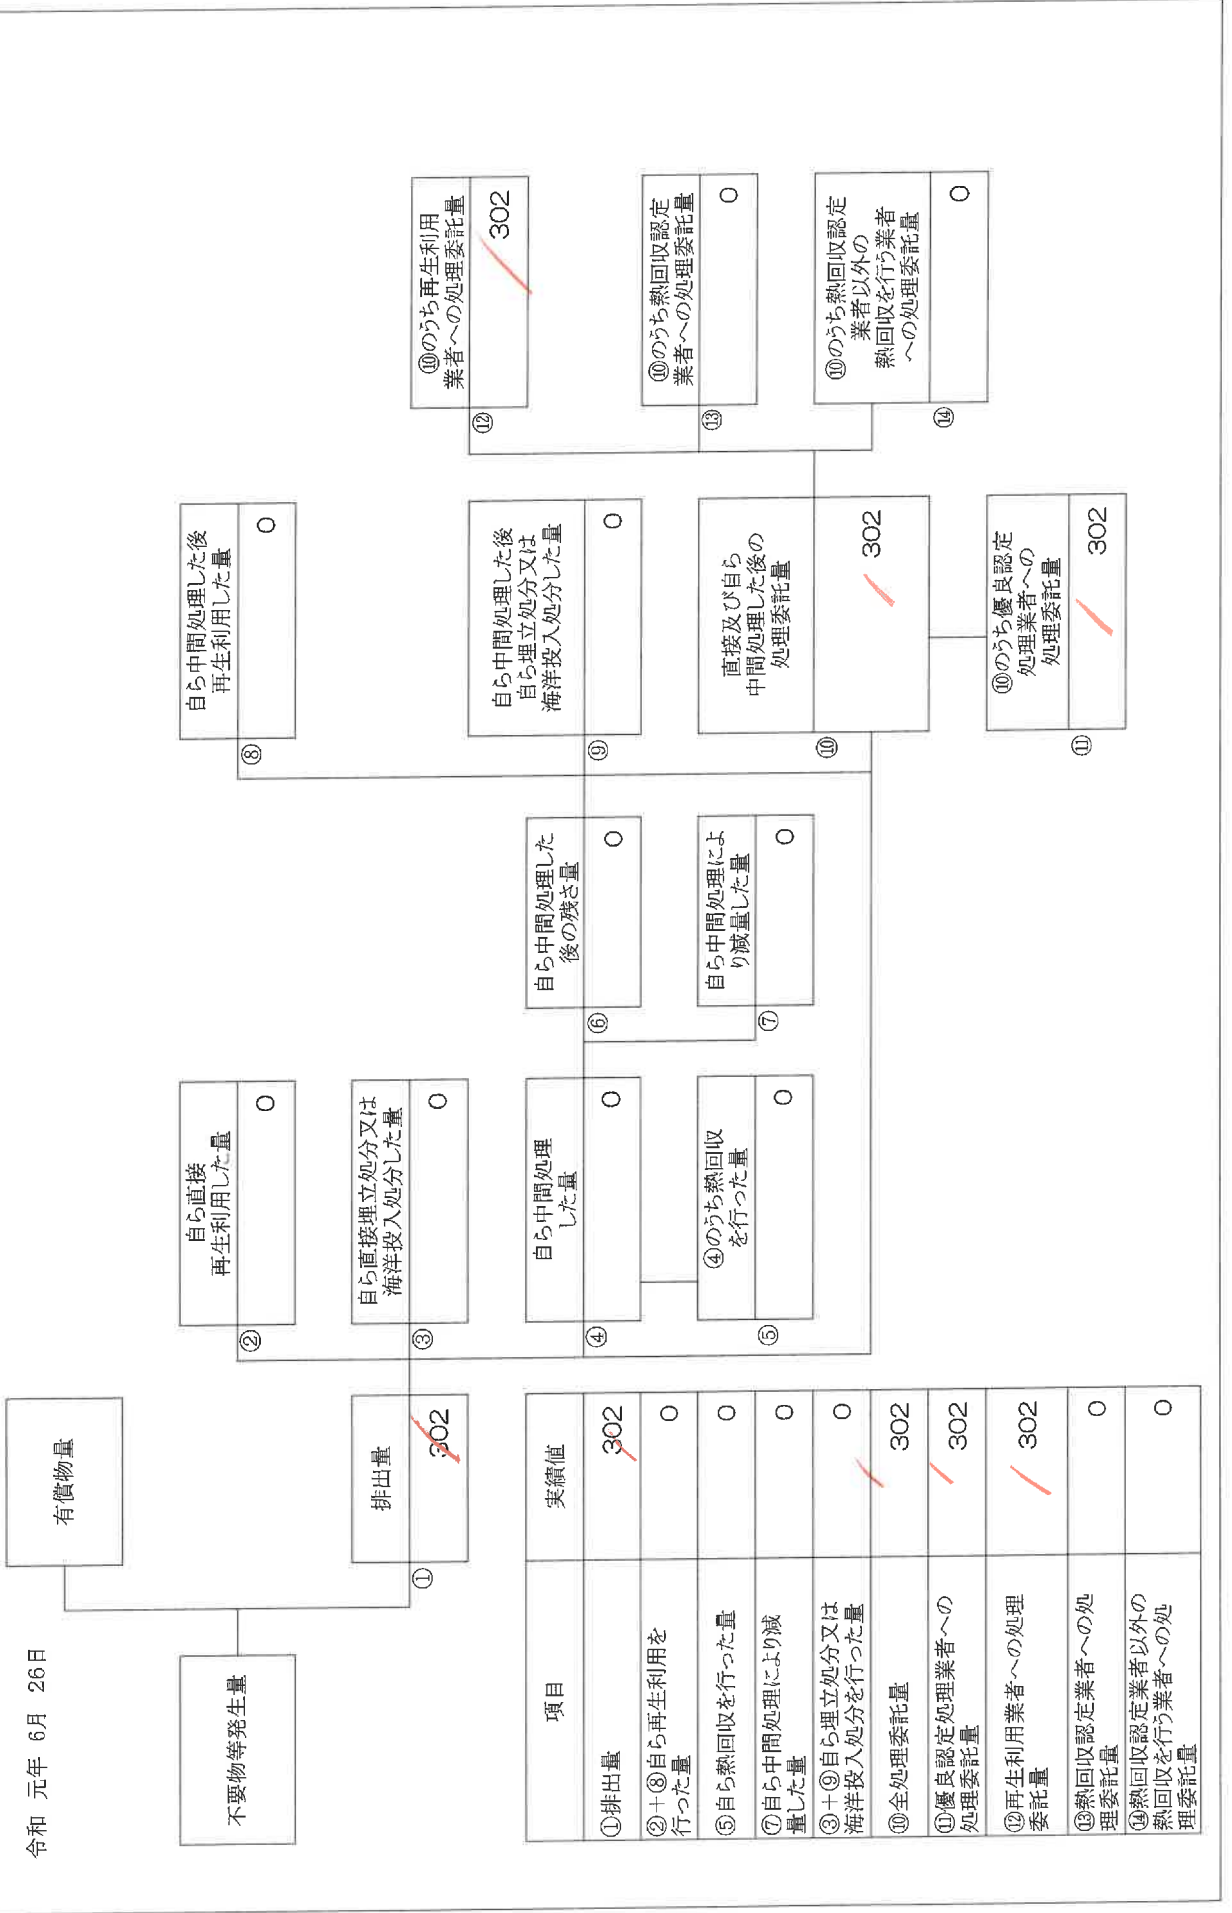 令和 元年 6月 26日
不要物等発生量
有償物量
①
排出量
302
②
自ら直接
再生利用した量
0
③
自ら直接埋立処分又は
海洋投入処分した量
0
④
自ら中間処理
した量
0
⑤
④のうち熱回収
を行った量
0
⑥
自ら中間処理した
後の残さ量
0
⑦
自ら中間処理によ
り減量した量
0
⑧
自ら中間処理した後
再生利用した量
0
⑨
自ら中間処理した後
自ら埋立処分又は
海洋投入処分した量
0
⑩
直接及び自ら
中間処理した後の
処理委託量
302
⑪
⑩のうち優良認定
処理業者への
処理委託量
302
⑫
⑩のうち再生利用
業者への処理委託量
302
⑬
⑩のうち熱回収認定
業者への処理委託量
0
⑭
⑩のうち熱回収認定
業者以外の
熱回収を行う業者
への処理委託量
0
項目 実績値
①排出量 302
②+⑧自ら再生利用を
行った量 0
⑤自ら熱回収を行った量 0
⑦自ら中間処理により減
量した量 0
③+⑨自ら埋立処分又は
海洋投入処分を行った量 0
⑩全処理委託量 302
⑪優良認定処理業者への
処理委託量 302
⑫再生利用業者への処理
委託量 302
⑬熱回収認定業者への処
理委託量 0
⑭熱回収認定業者以外の
熱回収を行う業者への処
理委託量 0